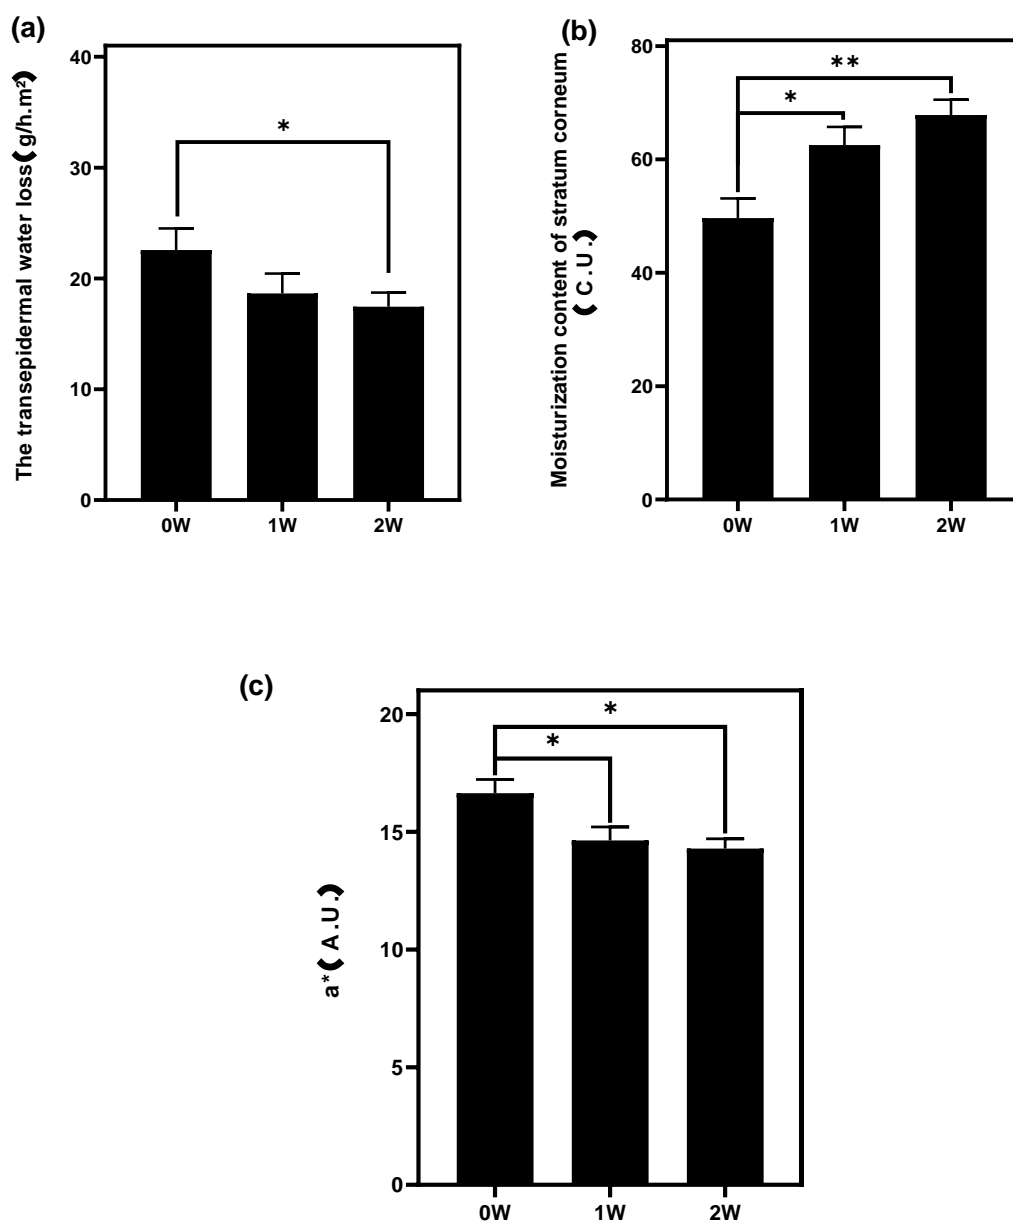 (a)
The transepidermal water loss(g/h.m²)
40
30
20
10
0
*
0W
1W
2W
(b)
Moisturization content of stratum corneum
(C.U.)
80
60
40
20
0
**
*
0W
1W
2W
(c)
a*(A.U.)
20
15
10
5
0
*
*
0W
1W
2W